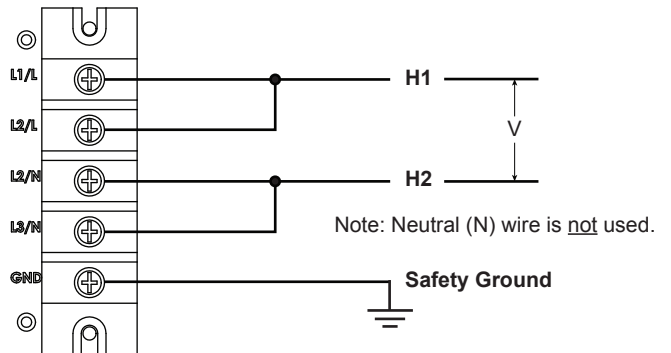 L1/L H1
L2/L
V
L2/N H2
L3/N Note: Neutral (N) wire is not used.
GND Safety Ground